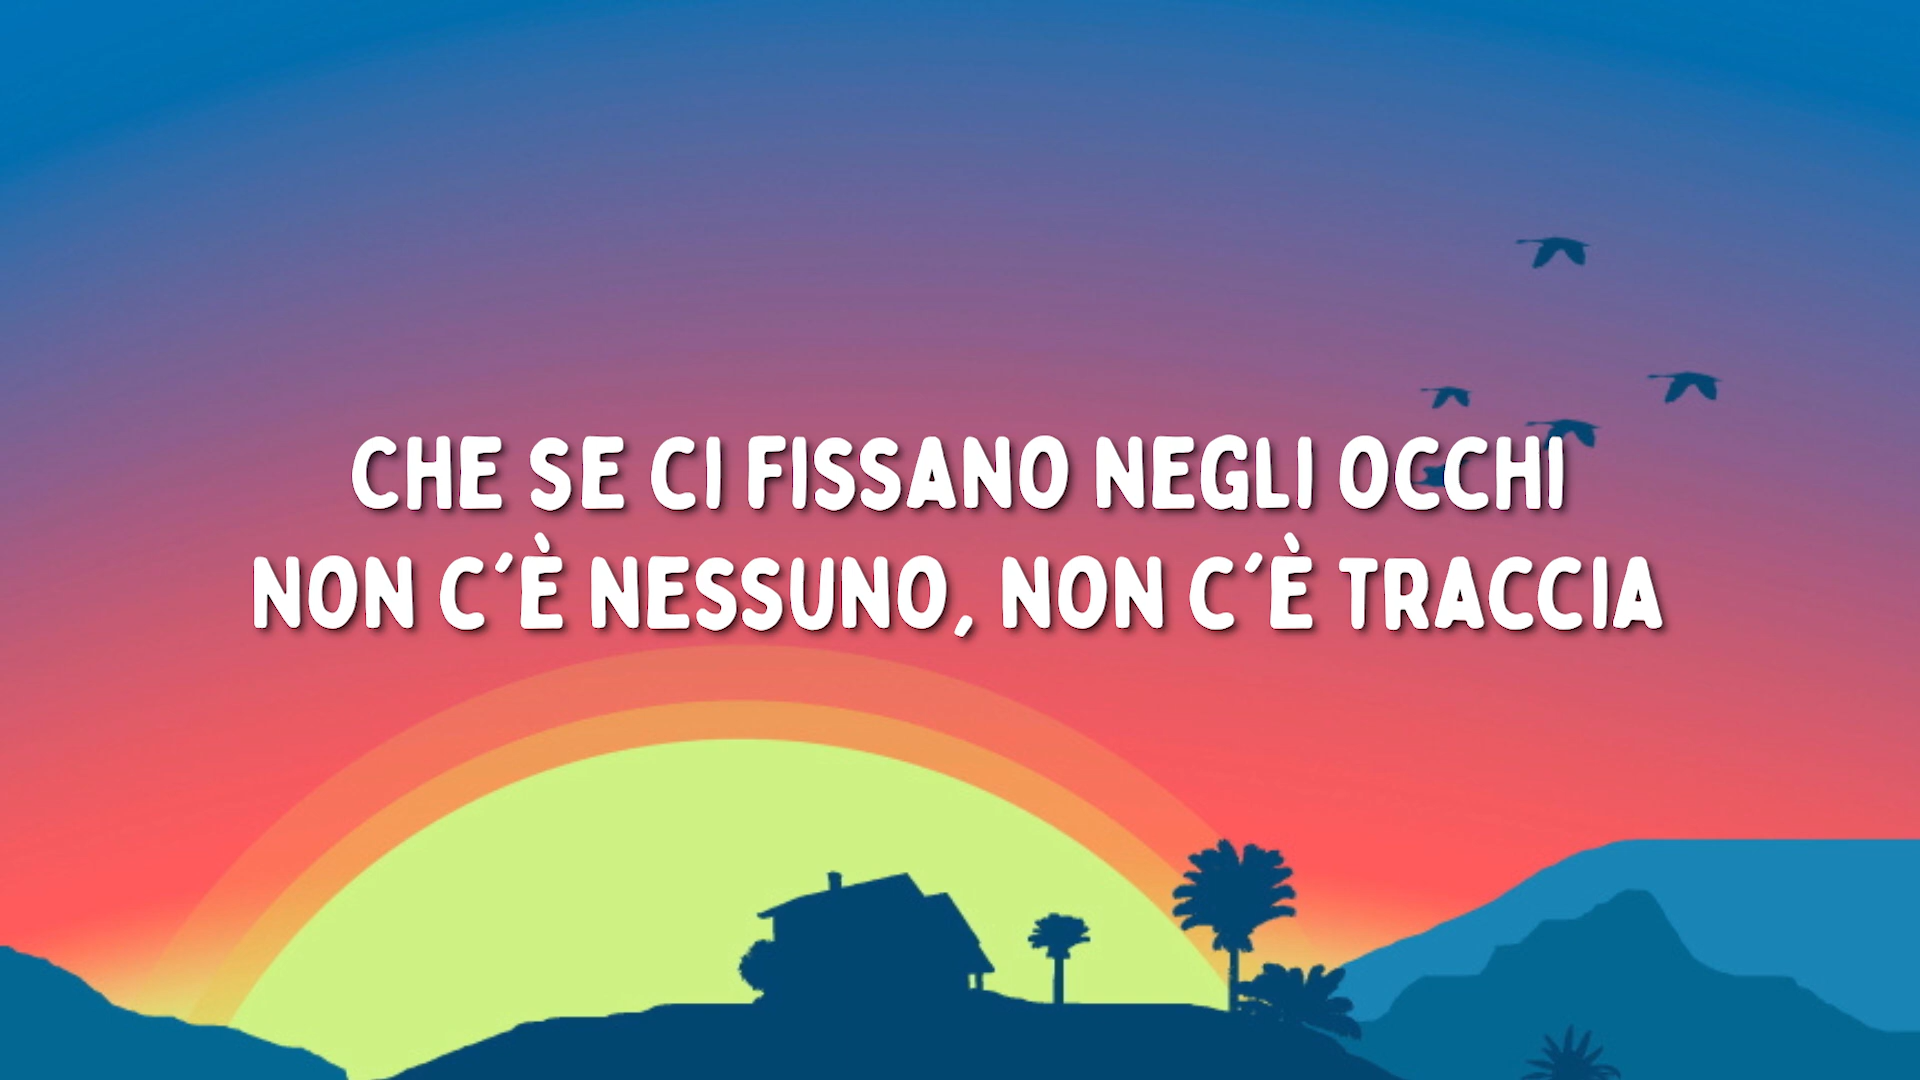 CHE SE CI FISSANO NEGLI OCCHI
NON C'È NESSUNO, NON C'È TRACCIA